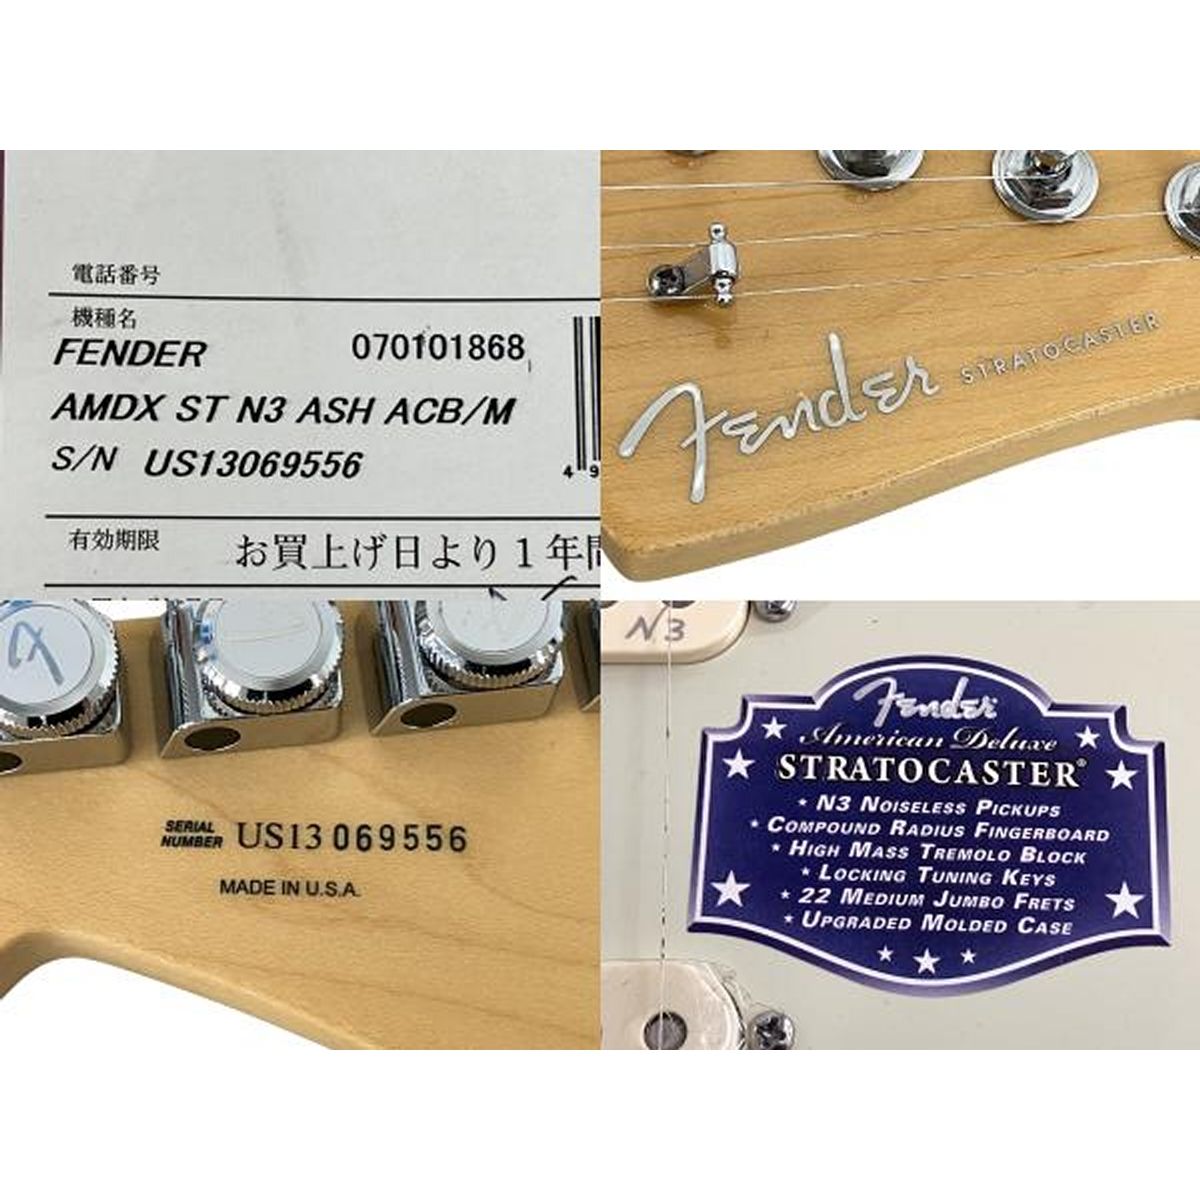 電話番号
機種名
FENDER 070101868
AMDX ST N3 ASH ACB/M
S/N US13069556
4 9
有効期限
お買上げ日より1年間
Fender STRATOCASTER
F
SERIAL NUMBER US13 069556
MADE IN U.S.A.
N3
Fender
American Deluxe
STRATOCASTER®
★ N3 NOISELESS PICKUPS
★ COMPOUND RADIUS FINGERBOARD
★ HIGH MASS TREMOLO BLOCK
★ LOCKING TUNING KEYS
★ 22 MEDIUM JUMBO FRETS
★ UPGRADED MOLDED CASE